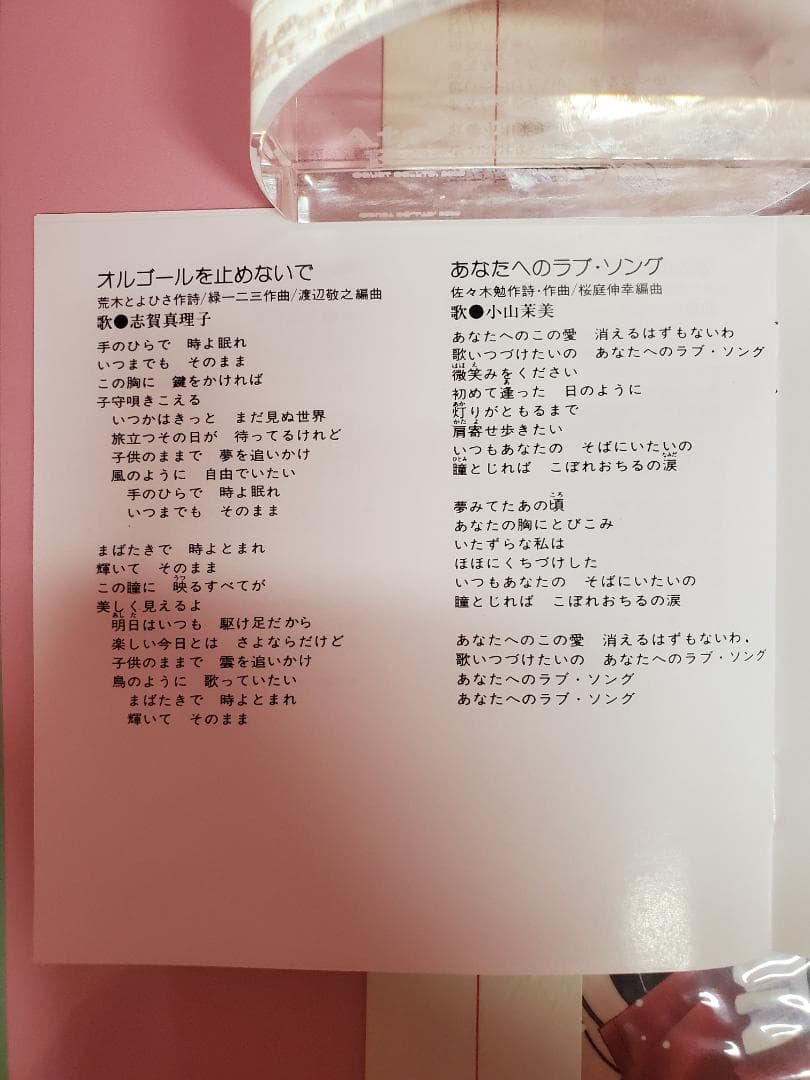 オルゴールを止めないで
荒木とよひさ作詩/緑一二三作曲/渡辺敬之編曲
歌●志賀真理子
手のひらで　時よ眠れ
いつまでも　そのまま
この胸に　鍵をかければ
子守唄きこえる
いつかはきっと　まだ見ぬ世界
旅立つその日が　待ってるけれど
子供のままで　夢を追いかけ
風のように　自由でいたい
手のひらで　時よ眠れ
いつまでも　そのまま
まばたきで　時よとまれ
輝いて　そのまま
この瞳に　映るすべてが
美しく見えるよ
明日はいつも　駆け足だから
楽しい今日とは　さよならだけど
子供のままで　雲を追いかけ
鳥のように　歌っていたい
まばたきで　時よとまれ
輝いて　そのまま
あなたへのラブ・ソング
佐々木勉作詩・作曲/桜庭伸幸編曲
歌●小山茉美
あなたへのこの愛　消えるはずもないわ
歌いつづけたいの　あなたへのラブ・ソング
微笑みをください
初めて逢った　日のように
灯りがともるまで
肩寄せ歩きたい
いつもあなたの　そばにいたいの
瞳とじれば　こぼれおちるの涙
夢みてたあの頃
あなたの胸にとびこみ
いたずらな私は
ほほにくちづけした
いつもあなたの　そばにいたいの
瞳とじれば　こぼれおちるの涙
あなたへのこの愛　消えるはずもないわ，
歌いつづけたいの　あなたへのラブ・ソング
あなたへのラブ・ソング
あなたへのラブ・ソング